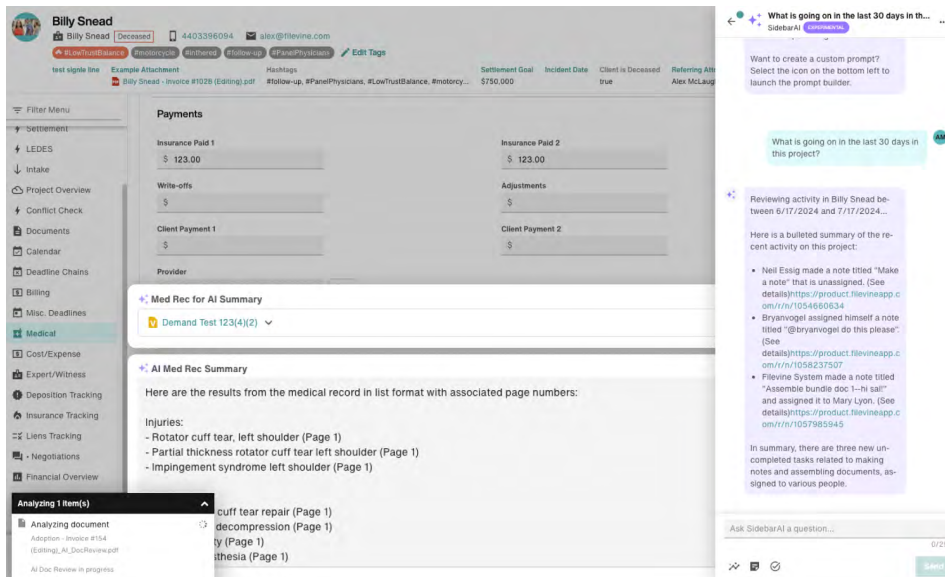 Billy Snead
Billy Snead Deceased 4403396094 alex@filevine.com
#LowTrustBalance #motorcycle #inthered #follow-up #PanelPhysicians Edit Tags
test signle line Example Attachment Hashtags Settlement Goal Incident Date Client is Deceased Referring Atto
Billy Snead - Invoice #102B (Editing).pdf #follow-up, #PanelPhysicians, #LowTrustBalance, #motorcy... $750,000 true Alex McLaug
Filter Menu
Settlement
LEDES
Intake
Project Overview
Conflict Check
Documents
Calendar
Deadline Chains
Billing
Misc. Deadlines
Medical
Cost/Expense
Expert/Witness
Deposition Tracking
Insurance Tracking
Liens Tracking
- Negotiations
Financial Overview
Payments
Insurance Paid 1 Insurance Paid 2
$ 123.00 $ 123.00
Write-offs Adjustments
$ $
Client Payment 1 Client Payment 2
$ $
Provider
Med Rec for AI Summary
Demand Test 123(4)(2)
AI Med Rec Summary
Here are the results from the medical record in list format with associated page numbers:
Injuries:
- Rotator cuff tear, left shoulder (Page 1)
- Partial thickness rotator cuff tear left shoulder (Page 1)
- Impingement syndrome left shoulder (Page 1)
cuff tear repair (Page 1)
decompression (Page 1)
ty (Page 1)
sthesia (Page 1)
Analyzing 1 item(s)
Analyzing document
Adoption - Invoice #154
(Editing)_AI_DocReview.pdf
AI Doc Review in progress
What is going on in the last 30 days in th...
SidebarAI EXPERIMENTAL
Want to create a custom prompt?
Select the icon on the bottom left to
launch the prompt builder.
AM
What is going on in the last 30 days in
this project?
Reviewing activity in Billy Snead be-
tween 6/17/2024 and 7/17/2024...
Here is a bulleted summary of the re-
cent activity on this project:
• Neil Essig made a note titled "Make
a note" that is unassigned. (See
details)https://product.filevineapp.c
om/r/n/1054660634
• Bryanvogel assigned himself a note
titled "@bryanvogel do this please".
(See
details)https://product.filevineapp.c
om/r/n/1058237507
• Filevine System made a note titled
"Assemble bundle doc 1--hi sal!"
and assigned it to Mary Lyon. (See
details)https://product.filevineapp.c
om/r/n/1057985945
In summary, there are three new un-
completed tasks related to making
notes and assembling documents, as-
signed to various people.
Ask SidebarAI a question...
Send